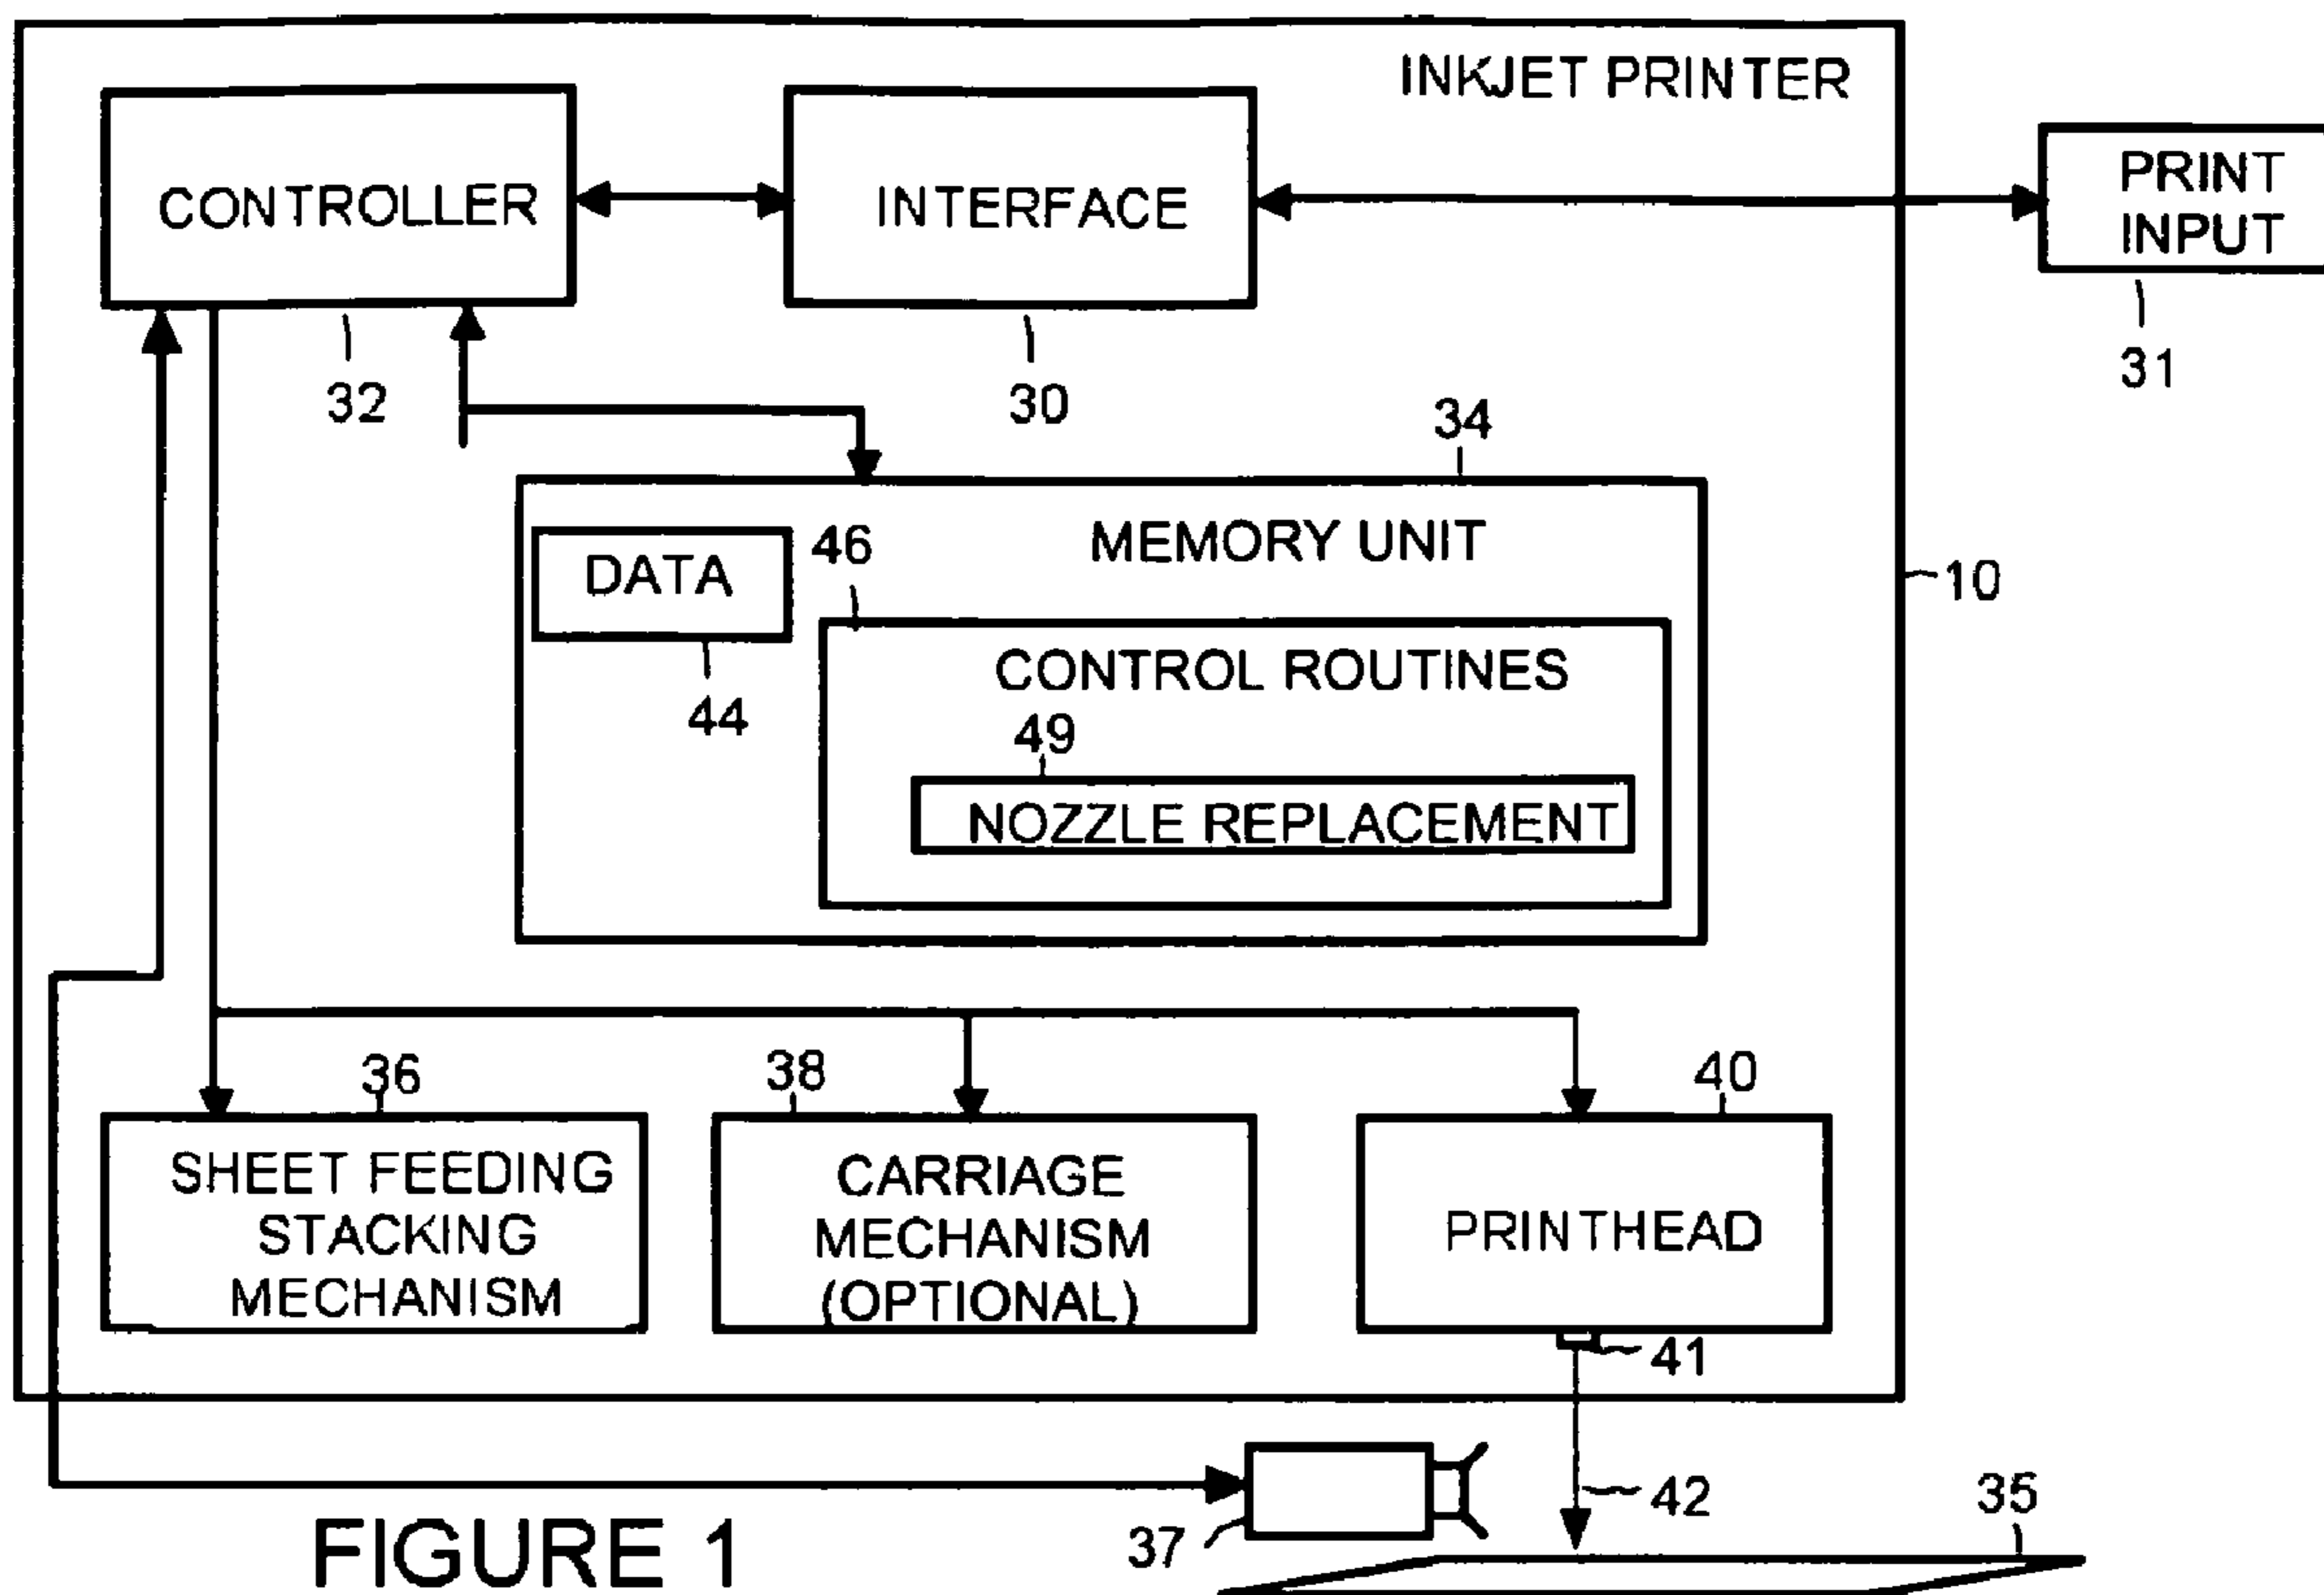 INKJET PRINTER
CONTROLLER
INTERFACE
PRINT
INPUT
32
30
31
34
MEMORY UNIT
46
DATA
10
CONTROL ROUTINES
44
49
NOZZLE REPLACEMENT
36
38
40
SHEET FEEDING
STACKING
MECHANISM
CARRIAGE
MECHANISM
(OPTIONAL)
PRINTHEAD
41
42
35
37
FIGURE 1